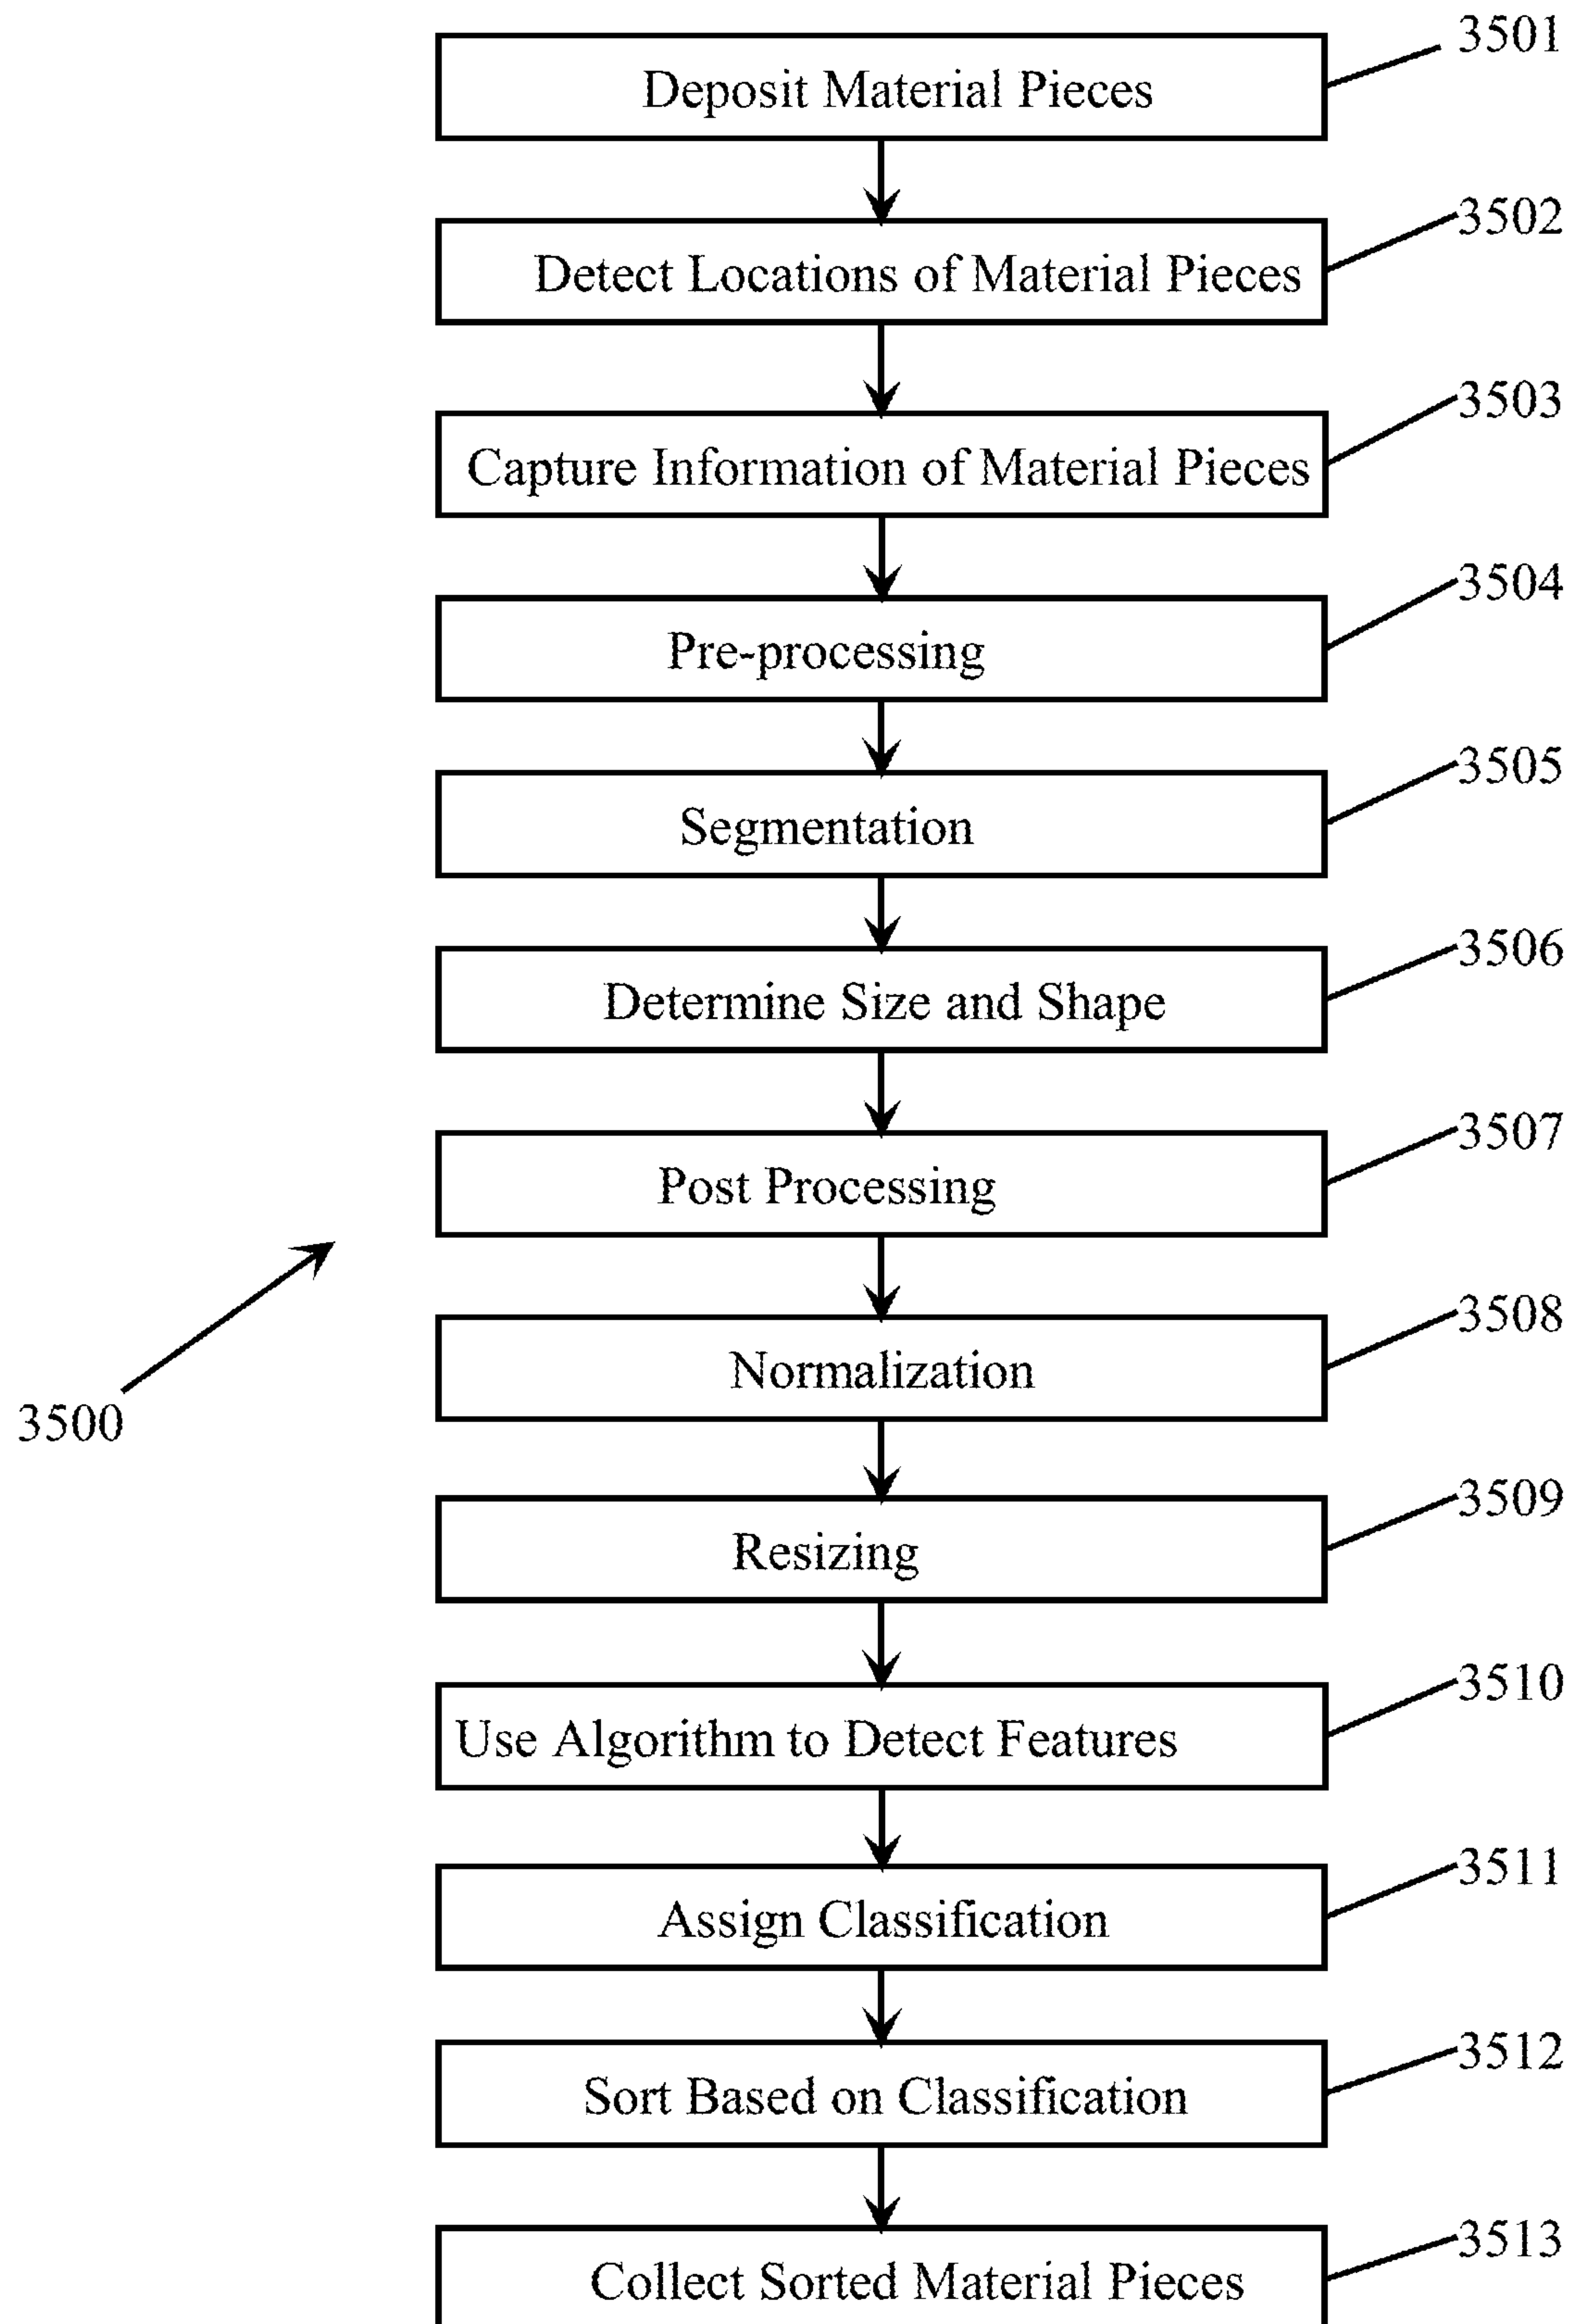 Deposit Material Pieces
3501
Detect Locations of Material Pieces
3502
Capture Information of Material Pieces
3503
Pre-processing
3504
Segmentation
3505
Determine Size and Shape
3506
Post Processing
3507
Normalization
3508
3500
Resizing
3509
Use Algorithm to Detect Features
3510
Assign Classification
3511
Sort Based on Classification
3512
Collect Sorted Material Pieces
3513